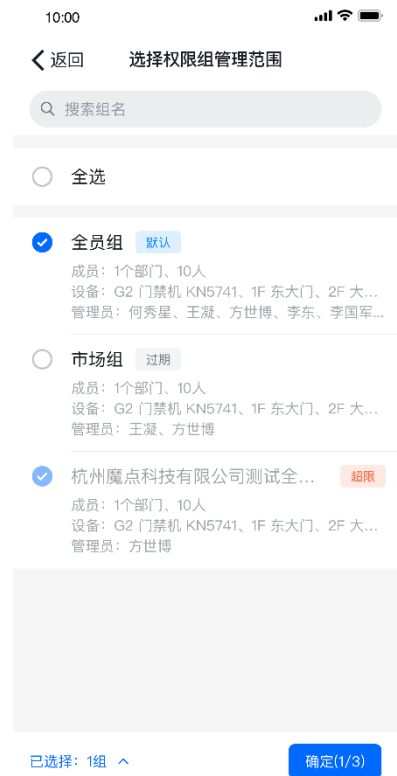 10:00
返回
选择权限组管理范围
搜索组名
全选
全员组 默认
成员：1个部门、10人
设备：G2 门禁机 KN5741、1F 东大门、2F 大...
管理员：何秀星、王凝、方世博、李东、李国军...
市场组 过期
成员：1个部门、10人
设备：G2 门禁机 KN5741、1F 东大门、2F 大...
管理员：王凝、方世博
杭州魔点科技有限公司测试全... 超限
成员：1个部门、10人
设备：G2 门禁机 KN5741、1F 东大门、2F 大...
管理员：方世博
已选择：1组
确定(1/3)